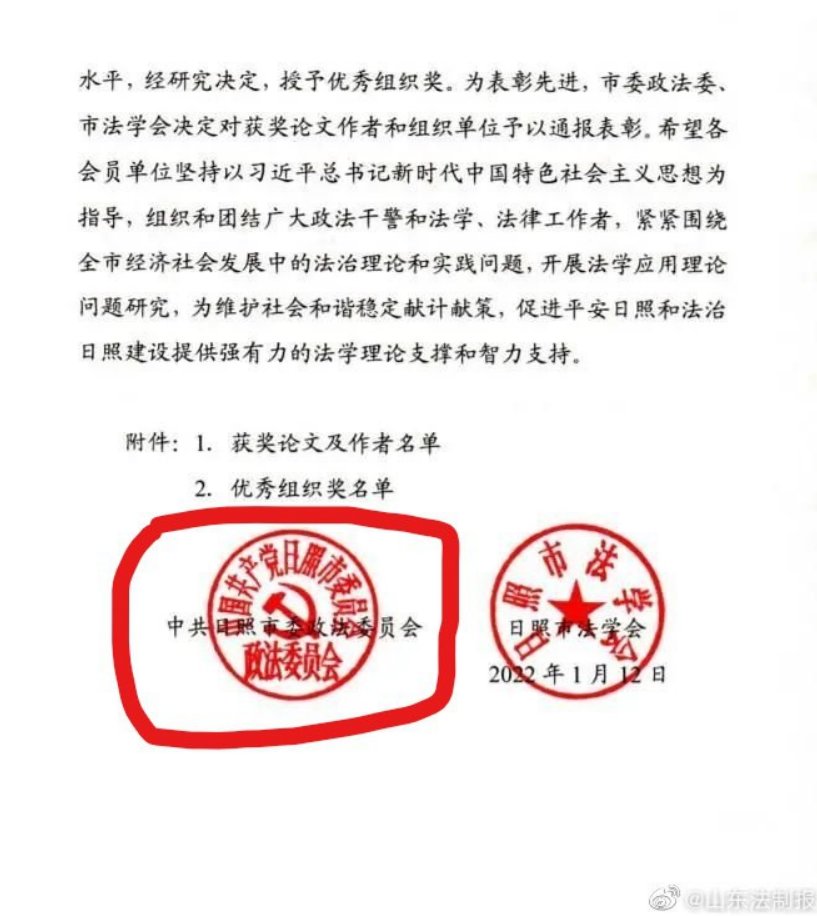 水平，经研究决定，授予优秀组织奖。为表彰先进，市委政法委、
市法学会决定对获奖论文作者和组织单位予以通报表彰。希望各
会员单位坚持以习近平总书记新时代中国特色社会主义思想为
指导，组织和团结广大政法干警和法学、法律工作者，紧紧围绕
全市经济社会发展中的法治理论和实践问题，开展法学应用理论
问题研究，为维护社会和谐稳定献计献策，促进平安日照和法治
日照建设提供强有力的法学理论支撑和智力支持。
附件：1. 获奖论文及作者名单
2. 优秀组织奖名单
中国共产党日照市委员会
政法委员会
中共日照市委政法委员会
日照市法学会
日照市法学会
2022 年 1 月 12 日
@山东法制报